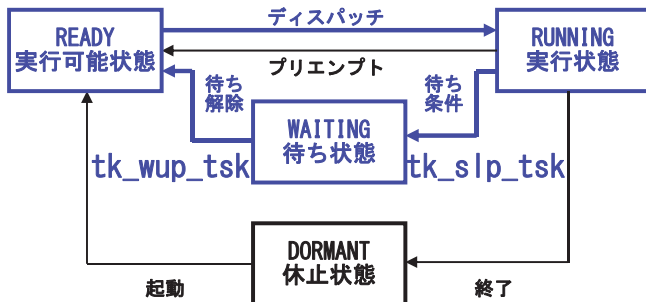 ディスパッチ
READY
実行可能状態
RUNNING
実行状態
プリエンプト
待ち
解除
待ち
条件
WAITING
待ち状態
tk_wup_tsk
tk_slp_tsk
DORMANT
休止状態
起動
終了